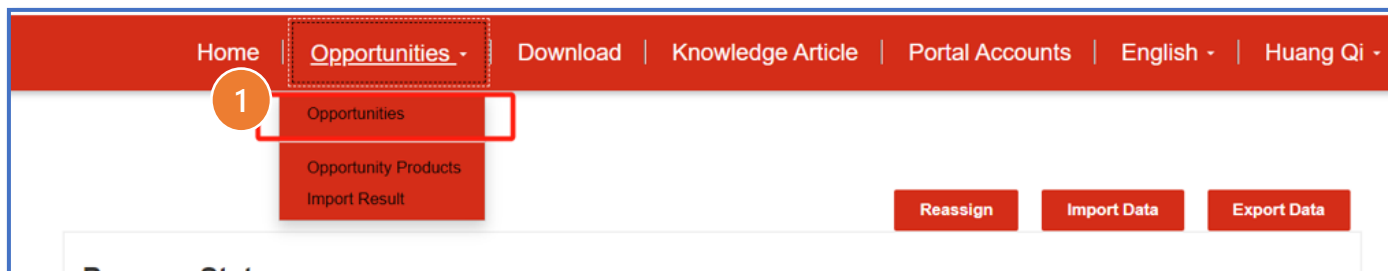 Home | Opportunities - | Download | Knowledge Article | Portal Accounts | English - | Huang Qi -
1
Opportunities
Opportunity Products
Import Result
Reassign Import Data Export Data